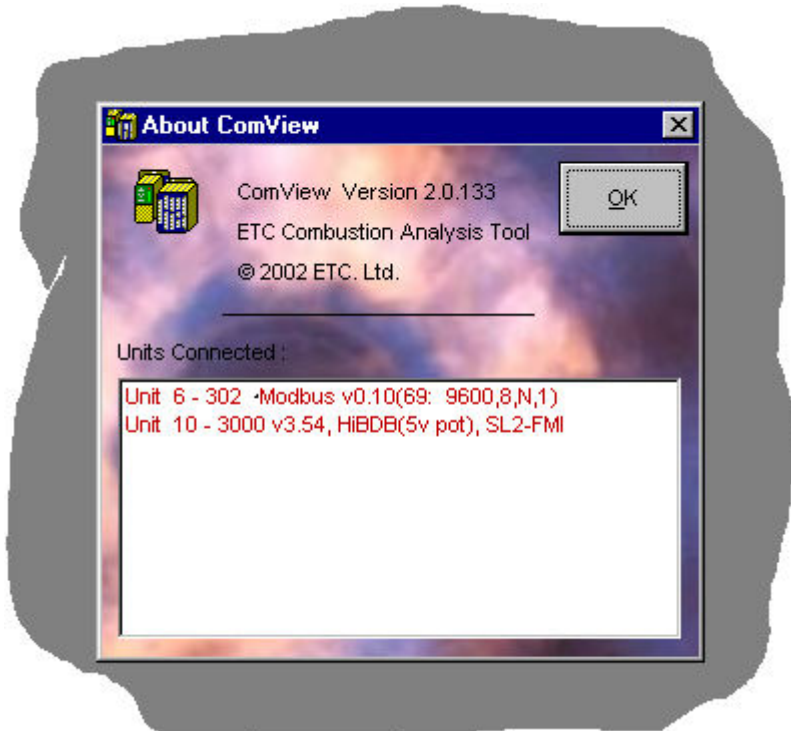 About ComView
ComView Version 2.0.133
OK
ETC Combustion Analysis Tool
© 2002 ETC. Ltd.
Units Connected :
Unit 6 - 302 -Modbus v0.10(69: 9600,8,N,1)
Unit 10 - 3000 v3.54, HiBDB(5v pot), SL2-FMI